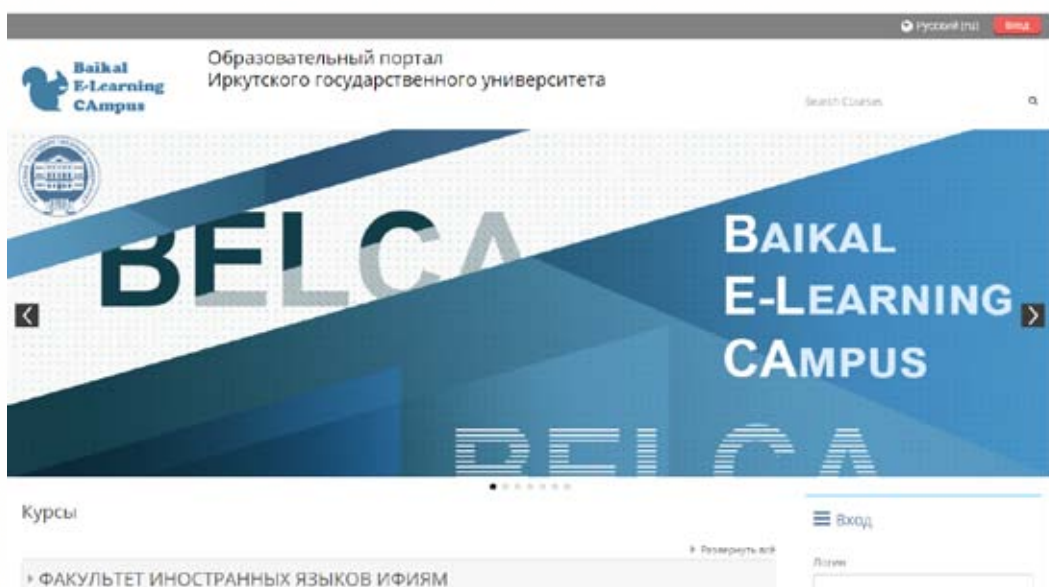 Русский (ru)
Вход
Baikal
E-Learning
CAmpus
Образовательный портал
Иркутского государственного университета
Search Courses
BELCA
BAIKAL
E-LEARNING
CAMPUS
BELCA
Курсы
Вход
Развернуть всё
Логин
ФАКУЛЬТЕТ ИНОСТРАННЫХ ЯЗЫКОВ ИФИЯМ